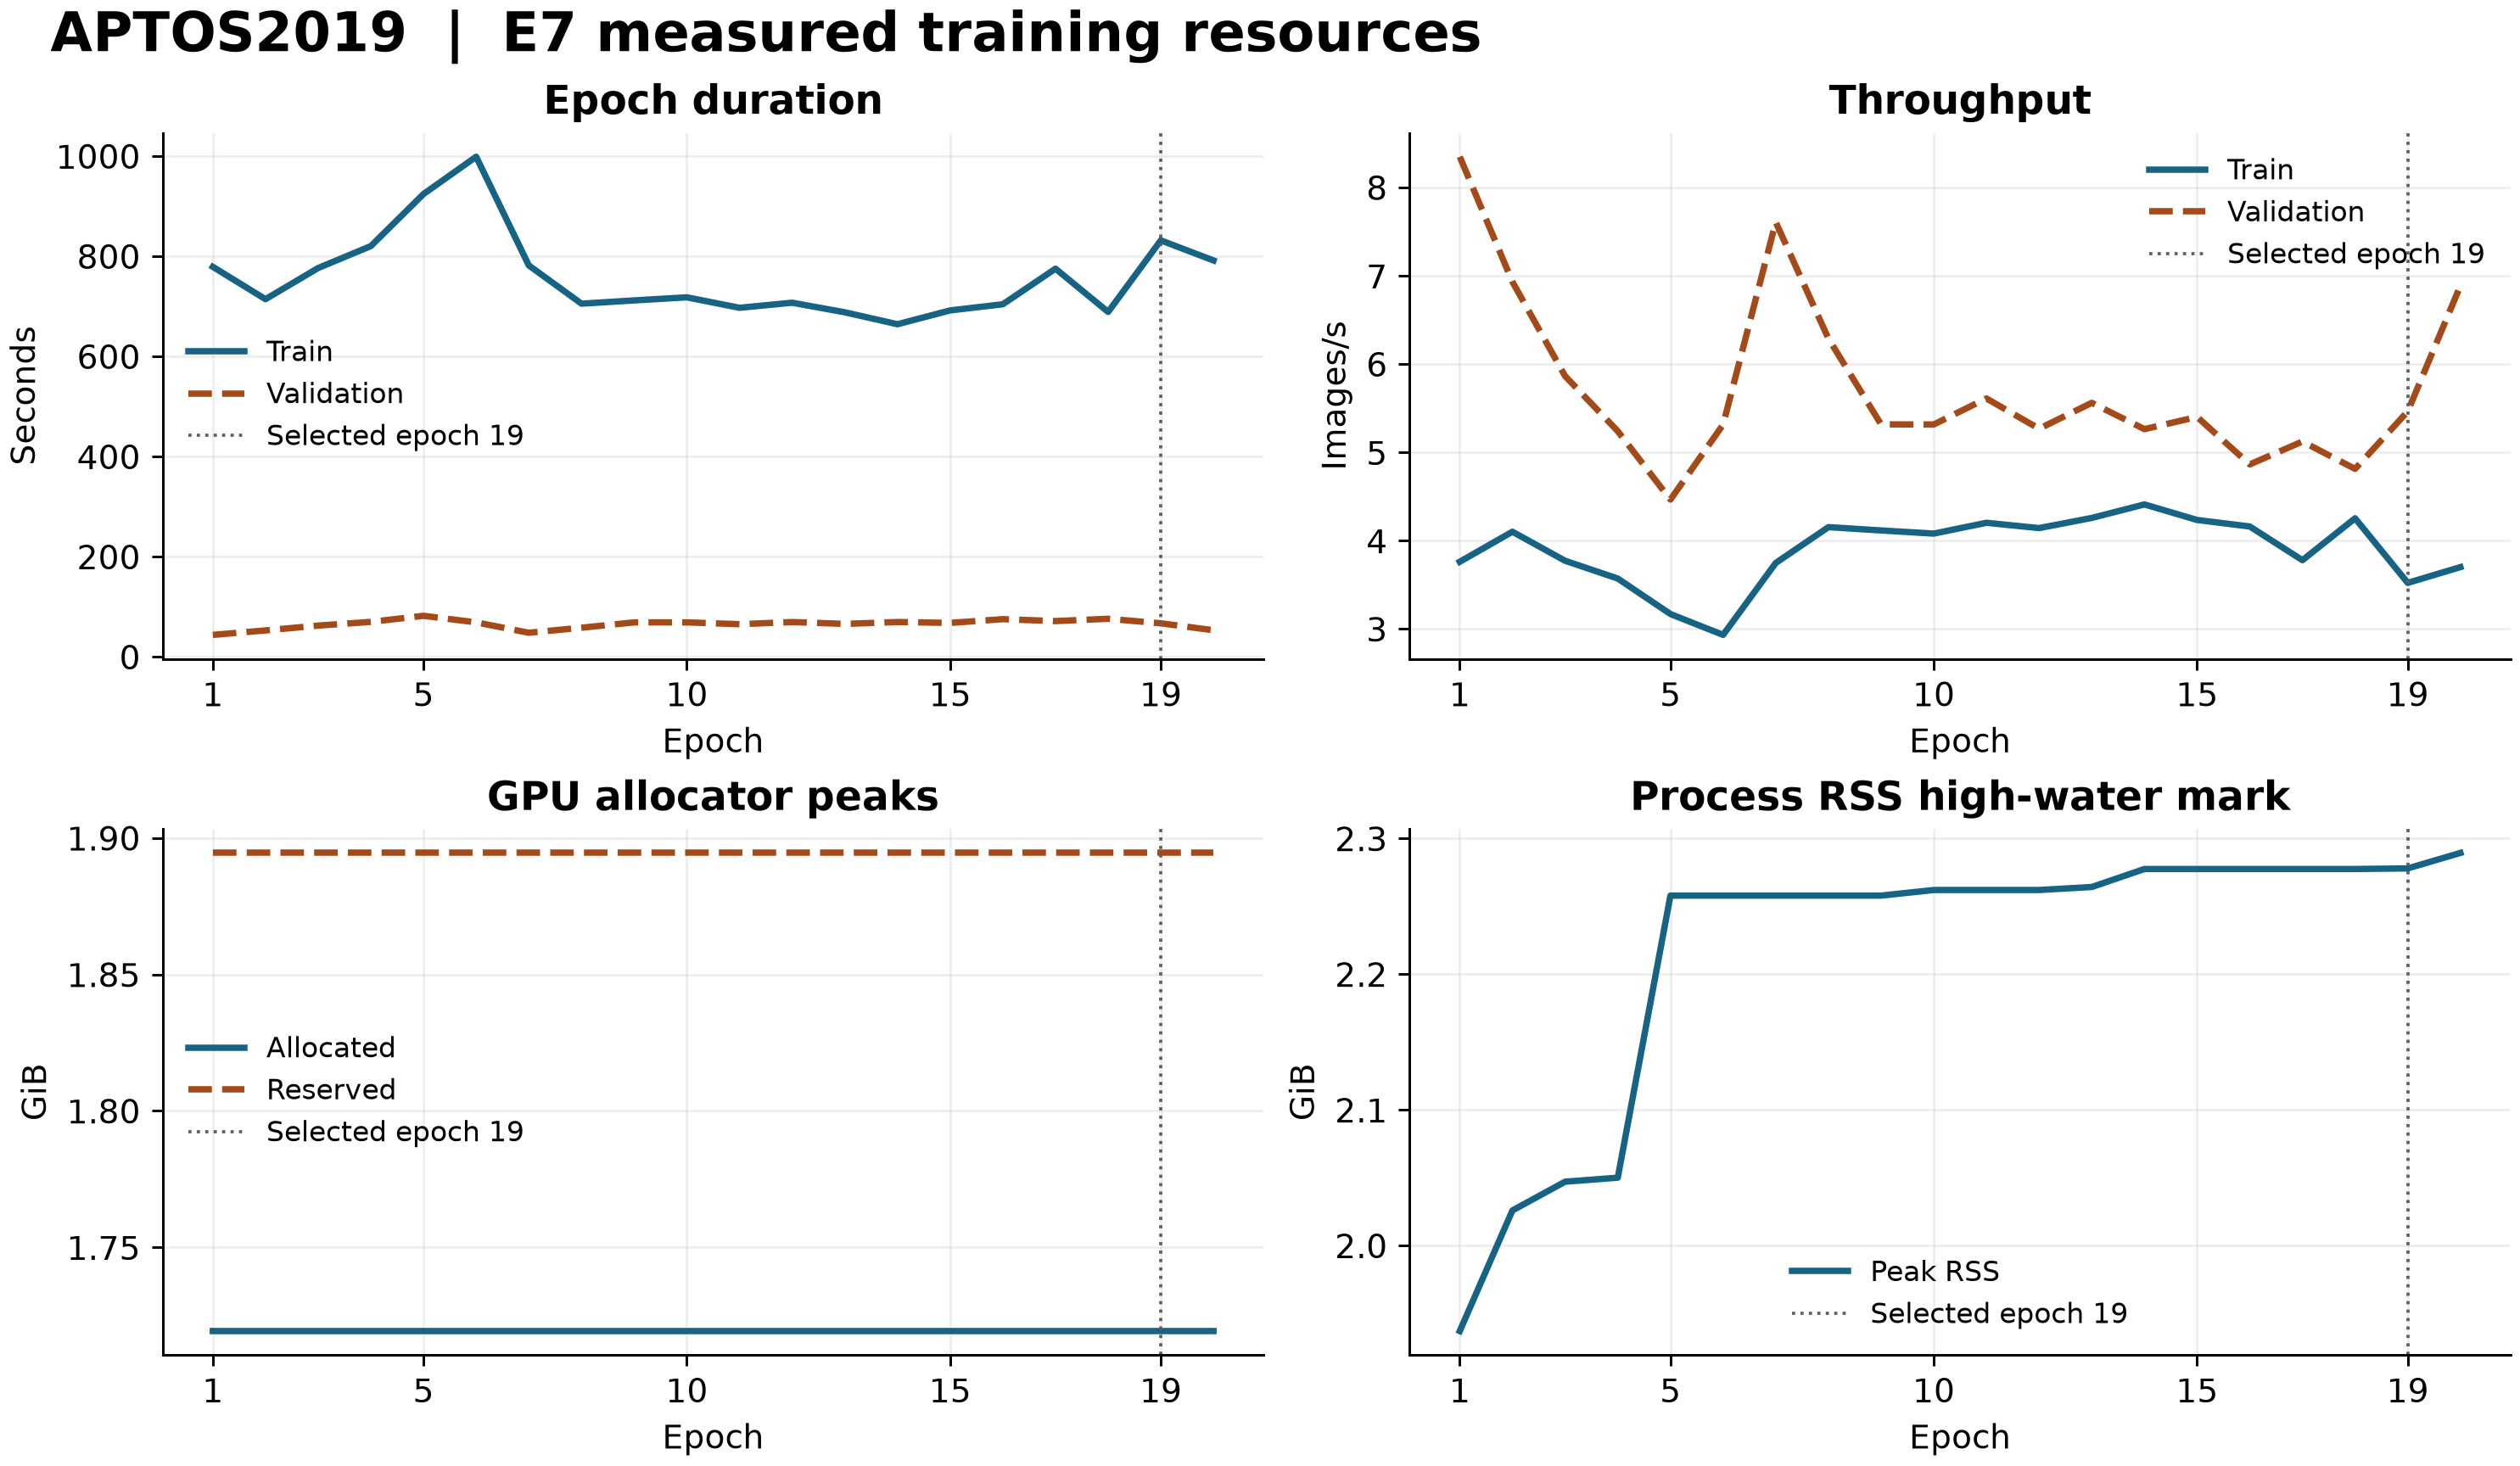 APTOS2019 | E7 measured training resources
Epoch duration
Seconds
1000
800
600
400
200
0
Train
Validation
Selected epoch 19
1 5 10 15 19
Epoch
Throughput
Images/s
8
7
6
5
4
3
Train
Validation
Selected epoch 19
1 5 10 15 19
Epoch
GPU allocator peaks
GiB
1.90
1.85
1.80
1.75
Allocated
Reserved
Selected epoch 19
1 5 10 15 19
Epoch
Process RSS high-water mark
GiB
2.3
2.2
2.1
2.0
Peak RSS
Selected epoch 19
1 5 10 15 19
Epoch